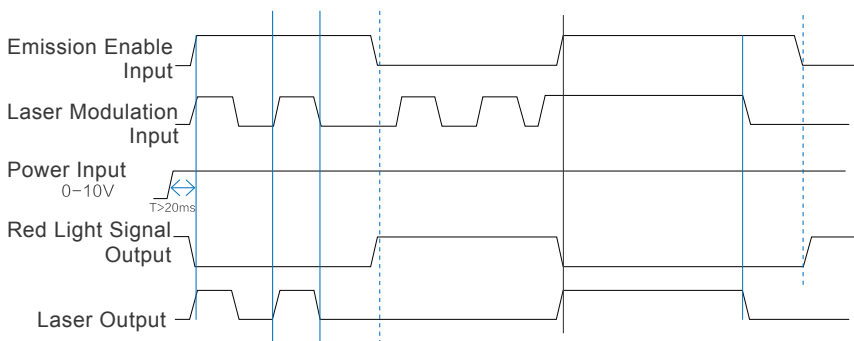 Emission Enable
Input
Laser Modulation
Input
Power Input
0-10V
T>20ms
Red Light Signal
Output
Laser Output